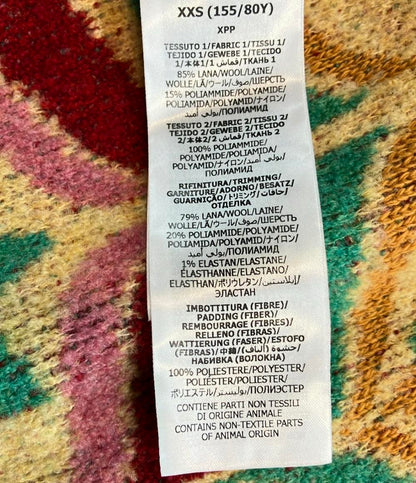 XXS (155/80Y)
XPP
TESSUTO 1/FABRIC 1/TISSU 1
TEJIDO 1/GEWEBE 1/TECIDO
1/本体1/1 قماش/ТКАНЬ 1
85% LANA/WOOL/LAINE/
WOLLE/LÃ/ウール/صوف/ШЕРСТЬ
15% POLIAMMIDE/POLYAMIDE/
POLIAMIDA/POLYAMID/ナイロン/
بولي أميد/ПОЛИАМИД
TESSUTO 2/FABRIC 2/TISSU 2/
TEJIDO 2/GEWEBE 2/TECIDO
2/本体2/2 قماش/ТКАНЬ 2
100% POLIAMMIDE/
POLYAMIDE/POLIAMIDA/
POLYAMID/ナイロン/بولي أميد/
ПОЛИАМИД
RIFINITURA/TRIMMING/
GARNITURE/ADORNO/BESATZ/
GUARNIÇÃO/トリミング/حافات/
ОТДЕЛКА
79% LANA/WOOL/LAINE/
WOLLE/LÃ/ウール/صوف/ШЕРСТЬ
20% POLIAMMIDE/POLYAMIDE/
POLIAMIDA/POLYAMID/ナイロン/
بولي أميد/ПОЛИАМИД
1% ELASTAN/ELASTANE/
ÉLASTHANNE/ELASTANO/
ELASTHAN/ポリウレタン/إيلاستين/
ЭЛАСТАН
IMBOTTITURA (FIBRE)/
PADDING (FIBER)/
REMBOURRAGE (FIBRES)/
RELLENO (FIBRAS)/
WATTIERUNG (FASER)/ESTOFO
(FIBRAS)/中綿/حشوة (ألياف)/
НАБИВКА (ВОЛОКНА)
100% POLIESTERE/POLYESTER/
POLIÉSTER/POLYESTER/
ポリエステル/بوليستر/ПОЛИЭСТЕР
CONTIENE PARTI NON TESSILI
DI ORIGINE ANIMALE
CONTAINS NON-TEXTILE PARTS
OF ANIMAL ORIGIN